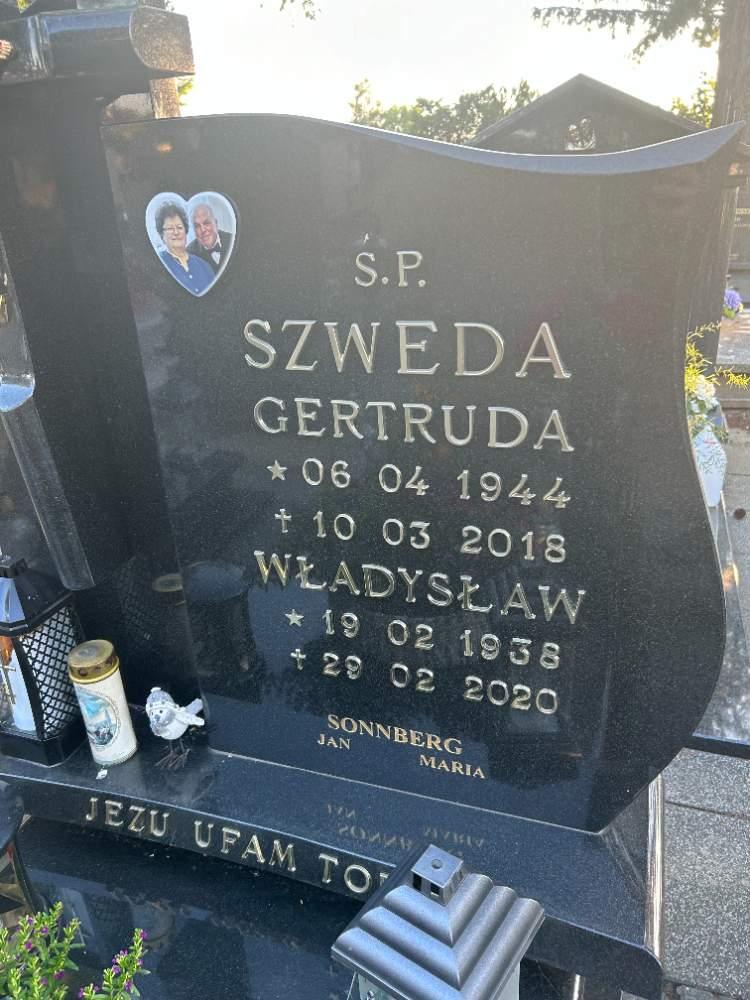 Ś.P.
SZWEDA
GERTRUDA
★ 06 04 1944
✝ 10 03 2018
WŁADYSŁAW
★ 19 02 1938
✝ 29 02 2020
SONNBERG
JAN MARIA
JEZU UFAM